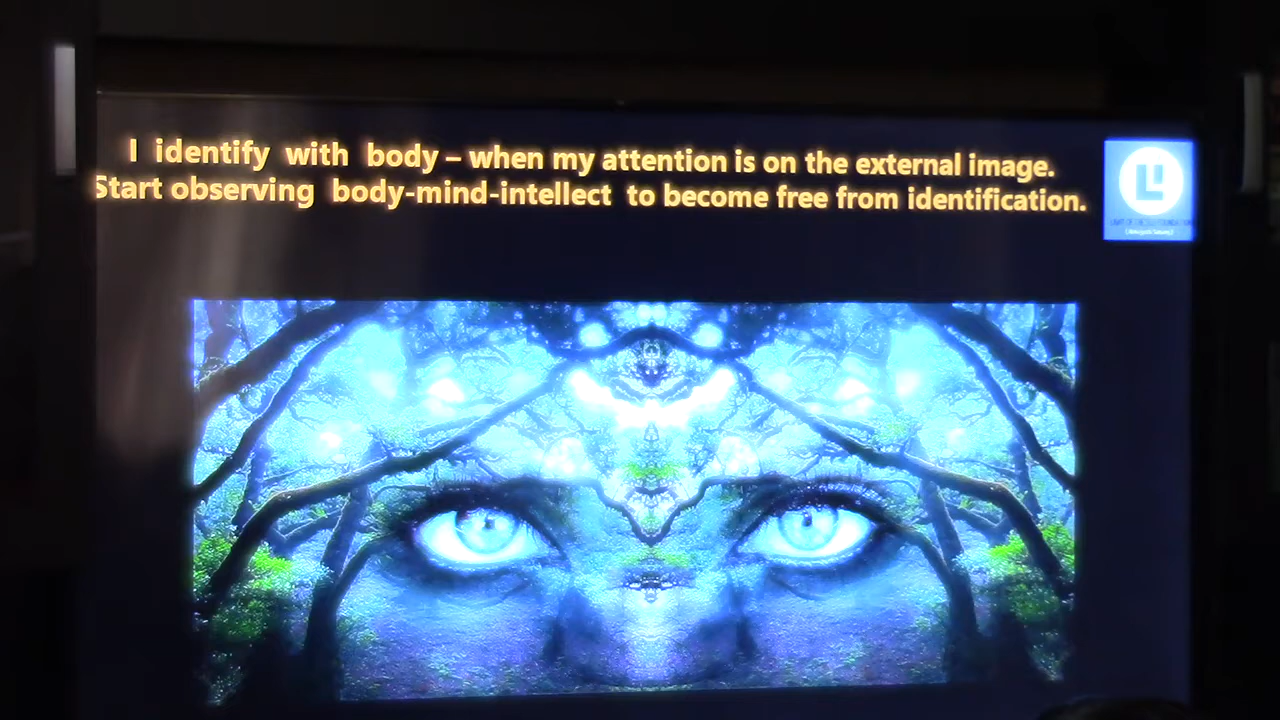 I identify with body – when my attention is on the external image.
Start observing body-mind-intellect to become free from identification.